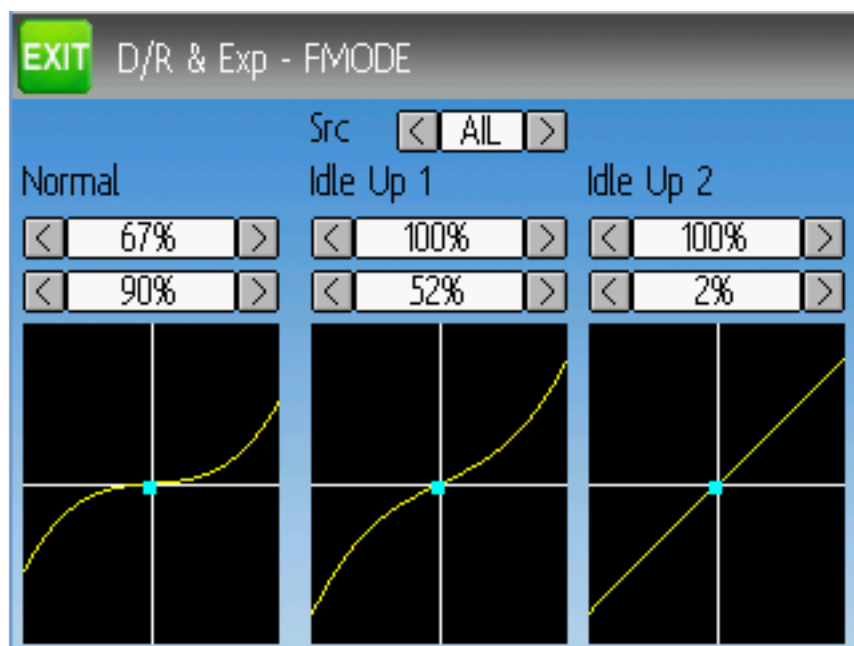 EXIT D/R & Exp - FMODE
Src < AIL >
Normal Idle Up 1 Idle Up 2
< 67% > < 100% > < 100% >
< 90% > < 52% > < 2% >